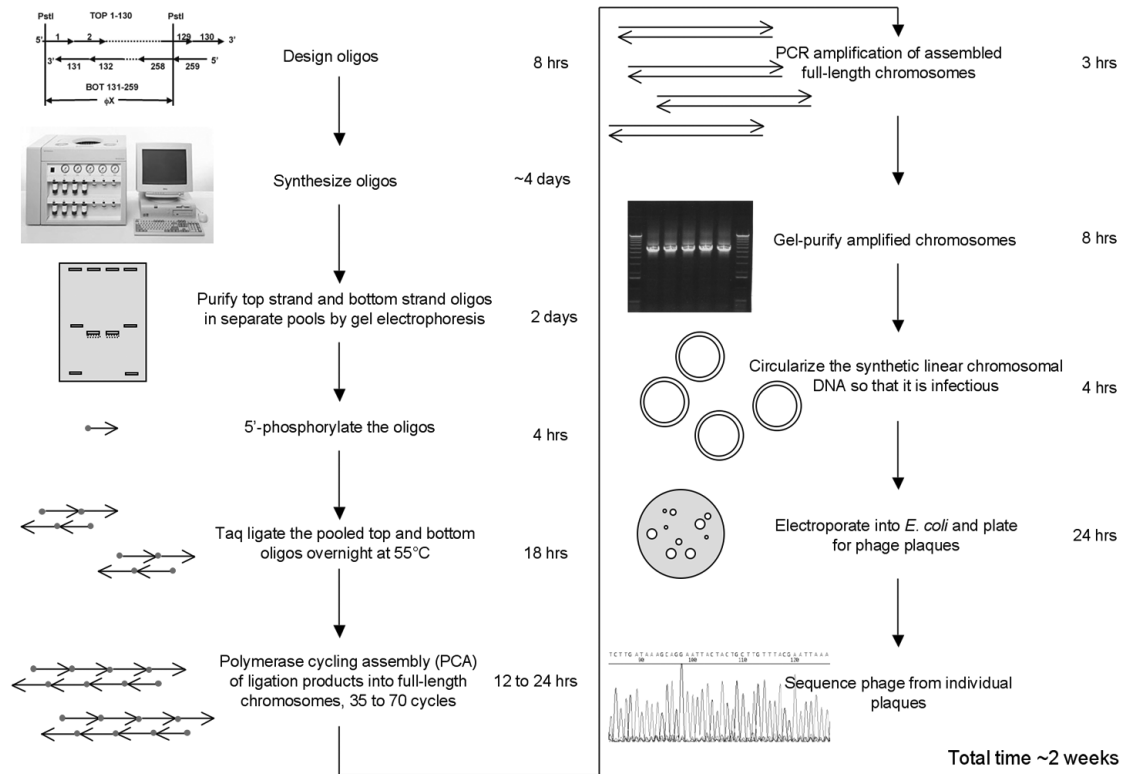 PstI TOP 1-130 PstI
5' 1 2 129 130 3'
3' 131 132 258 259 5'
BOT 131-259
ϕX
Design oligos
8 hrs
Synthesize oligos
~4 days
Purify top strand and bottom strand oligos
in separate pools by gel electrophoresis
2 days
5'-phosphorylate the oligos
4 hrs
Taq ligate the pooled top and bottom
oligos overnight at 55°C
18 hrs
Polymerase cycling assembly (PCA)
of ligation products into full-length
chromosomes, 35 to 70 cycles
12 to 24 hrs
PCR amplification of assembled
full-length chromosomes
3 hrs
Gel-purify amplified chromosomes
8 hrs
Circularize the synthetic linear chromosomal
DNA so that it is infectious
4 hrs
Electroporate into E. coli and plate
for phage plaques
24 hrs
TCTTGATAAAGCAGGAATTACTACTGCTTGTTTACGAATTAAA
90 100 110 120
Sequence phage from individual
plaques
Total time ~2 weeks